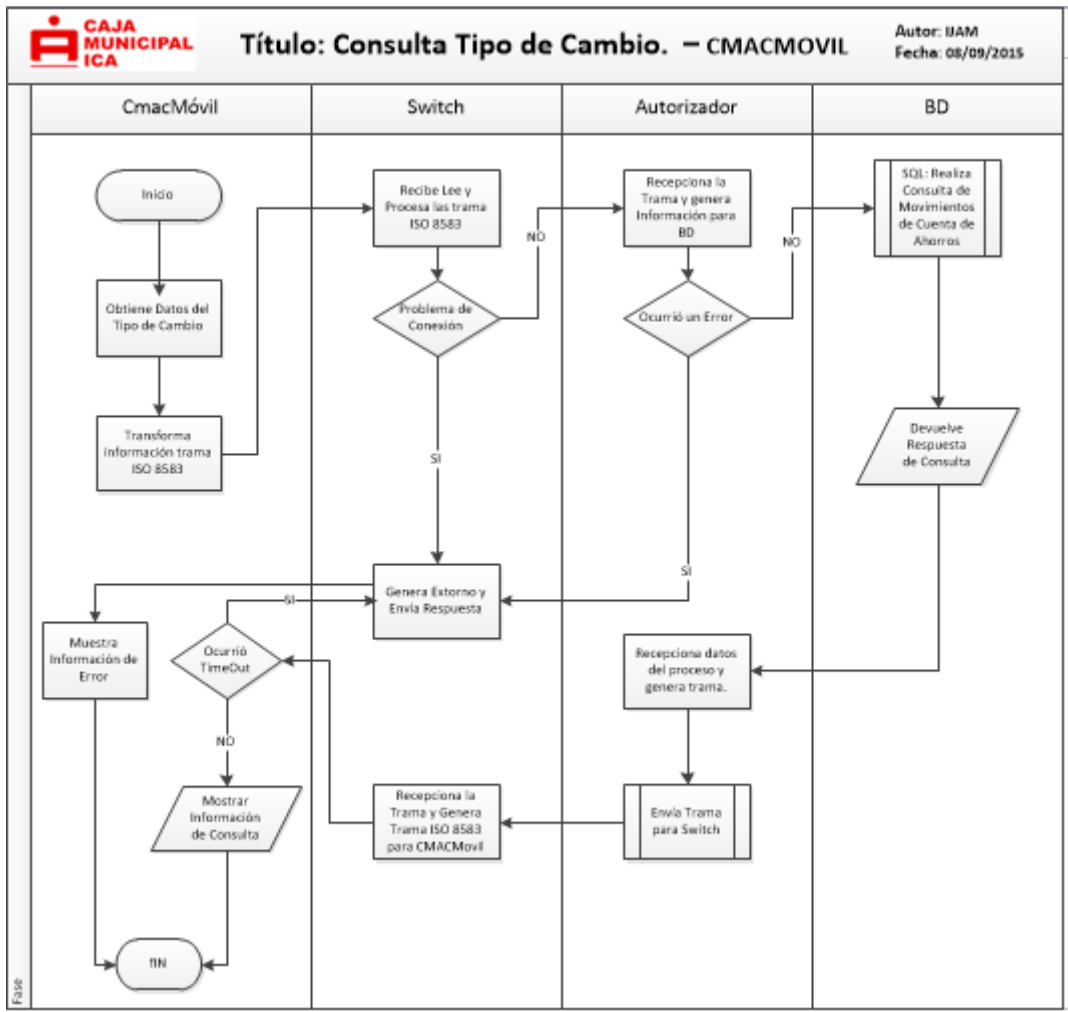 CAJA
MUNICIPAL
ICA
Título: Consulta Tipo de Cambio. – CMACMOVIL
Autor: IJAM
Fecha: 08/09/2015
CmacMóvil
Switch
Autorizador
BD
Inicio
Obtiene Datos del
Tipo de Cambio
Transforma
Información trama
ISO 8583
Recibe Lee y
Procesa las trama
ISO 8583
NO
Problema de
Conexión
SI
Recepciona la
Trama y genera
Información para
BD
NO
Ocurrió un Error
SI
SQL: Realiza
Consulta de
Movimientos
de Cuenta de
Ahorros
Devuelve
Respuesta
de Consulta
Genera Extorno y
Envía Respuesta
SI
Muestra
Información de
Error
Ocurrió
TimeOut
NO
Mostrar
Información
de Consulta
Recepciona datos
del proceso y
genera trama.
Recepciona la
Trama y Genera
Trama ISO 8583
para CMACMovil
Envía Trama
para Switch
fIN
Fase